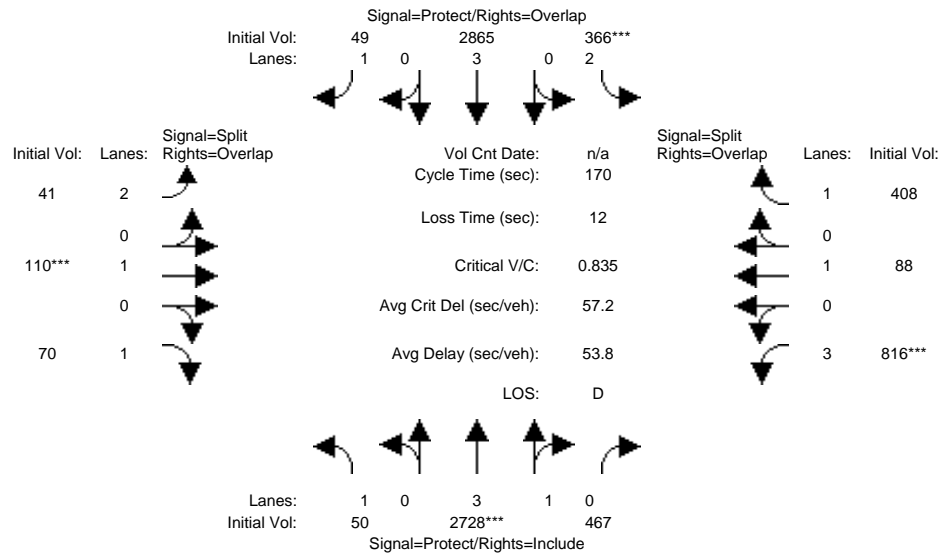 Signal=Protect/Rights=Overlap
Initial Vol: 49 2865 366***
Lanes: 1 0 3 0 2
Signal=Split
Signal=Split
Initial Vol: Lanes: Rights=Overlap Vol Cnt Date: n/a Rights=Overlap Lanes: Initial Vol:
Cycle Time (sec): 170
41 2 1 408
Loss Time (sec): 12
0 0
110*** 1 Critical V/C: 0.835 1 88
0 Avg Crit Del (sec/veh): 57.2 0
70 1 Avg Delay (sec/veh): 53.8 3 816***
LOS: D
Lanes: 1 0 3 1 0
Initial Vol: 50 2728*** 467
Signal=Protect/Rights=Include